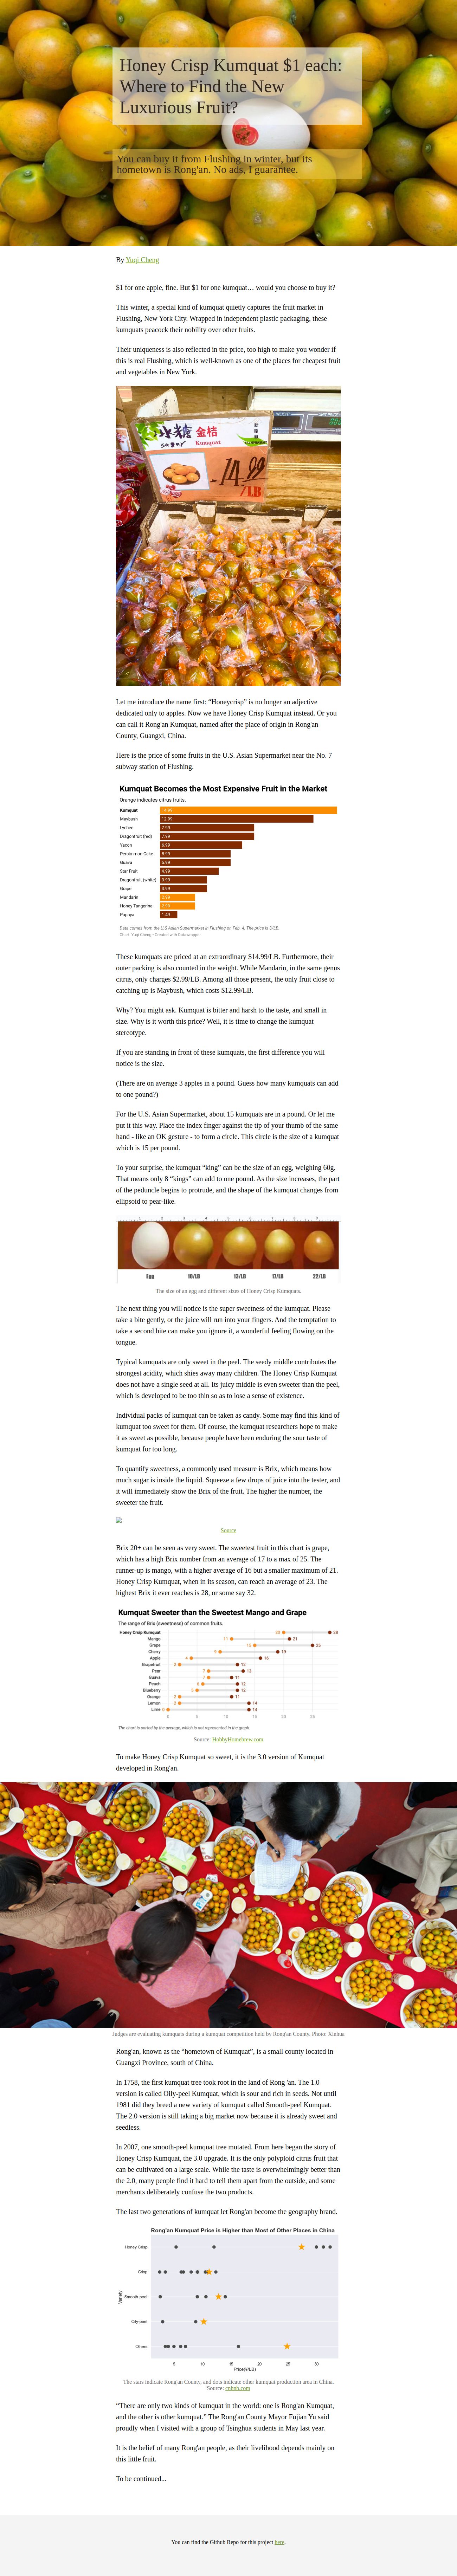 Honey Crisp Kumquat $1 each:
Where to Find the New
Luxurious Fruit?
You can buy it from Flushing in winter, but its
hometown is Rong'an. No ads, I guarantee.
By Yuqi Cheng
$1 for one apple, fine. But $1 for one kumquat… would you choose to buy it?
This winter, a special kind of kumquat quietly captures the fruit market in
Flushing, New York City. Wrapped in independent plastic packaging, these
kumquats peacock their nobility over other fruits.
Their uniqueness is also reflected in the price, too high to make you wonder if
this is real Flushing, which is well-known as one of the places for cheapest fruit
and vegetables in New York.
冰糖 金桔
Kumquat
14.99
/LB
Let me introduce the name first: “Honeycrisp” is no longer an adjective
dedicated only to apples. Now we have Honey Crisp Kumquat instead. Or you
can call it Rong'an Kumquat, named after the place of origin in Rong'an
County, Guangxi, China.
Here is the price of some fruits in the U.S. Asian Supermarket near the No. 7
subway station of Flushing.
Kumquat Becomes the Most Expensive Fruit in the Market
Orange indicates citrus fruits.
Kumquat 14.99
Maybush 12.99
Lychee 7.99
Dragonfruit (red) 7.99
Yacon 6.99
Persimmon Cake 5.99
Guava 5.99
Star Fruit 4.99
Dragonfruit (white) 3.99
Grape 3.99
Mandarin 2.99
Honey Tangerine 2.99
Papaya 1.49
Data comes from the U.S Asian Supermarket in Flushing on Feb. 4. The price is $/LB.
Chart: Yuqi Cheng • Created with Datawrapper
These kumquats are priced at an extraordinary $14.99/LB. Furthermore, their
outer packing is also counted in the weight. While Mandarin, in the same genus
citrus, only charges $2.99/LB. Among all those present, the only fruit close to
catching up is Maybush, which costs $12.99/LB.
Why? You might ask. Kumquat is bitter and harsh to the taste, and small in
size. Why is it worth this price? Well, it is time to change the kumquat
stereotype.
If you are standing in front of these kumquats, the first difference you will
notice is the size.
(There are on average 3 apples in a pound. Guess how many kumquats can add
to one pound?)
For the U.S. Asian Supermarket, about 15 kumquats are in a pound. Or let me
put it this way. Place the index finger against the tip of your thumb of the same
hand - like an OK gesture - to form a circle. This circle is the size of a kumquat
which is 15 per pound.
To your surprise, the kumquat “king” can be the size of an egg, weighing 60g.
That means only 8 “kings” can add to one pound. As the size increases, the part
of the peduncle begins to protrude, and the shape of the kumquat changes from
ellipsoid to pear-like.
1 2 3 4 5 6 7 8 9
Egg 10/LB 13/LB 17/LB 22/LB
The size of an egg and different sizes of Honey Crisp Kumquats.
The next thing you will notice is the super sweetness of the kumquat. Please
take a bite gently, or the juice will run into your fingers. And the temptation to
take a second bite can make you ignore it, a wonderful feeling flowing on the
tongue.
Typical kumquats are only sweet in the peel. The seedy middle contributes the
strongest acidity, which shies away many children. The Honey Crisp Kumquat
does not have a single seed at all. Its juicy middle is even sweeter than the peel,
which is developed to be too thin so as to lose a sense of existence.
Individual packs of kumquat can be taken as candy. Some may find this kind of
kumquat too sweet for them. Of course, the kumquat researchers hope to make
it as sweet as possible, because people have been enduring the sour taste of
kumquat for too long.
To quantify sweetness, a commonly used measure is Brix, which means how
much sugar is inside the liquid. Squeeze a few drops of juice into the tester, and
it will immediately show the Brix of the fruit. The higher the number, the
sweeter the fruit.
Source
Brix 20+ can be seen as very sweet. The sweetest fruit in this chart is grape,
which has a high Brix number from an average of 17 to a max of 25. The
runner-up is mango, with a higher average of 16 but a smaller maximum of 21.
Honey Crisp Kumquat, when in its season, can reach an average of 23. The
highest Brix it ever reaches is 28, or some say 32.
Kumquat Sweeter than the Sweetest Mango and Grape
The range of Brix (sweetness) of common fruits.
Honey Crisp Kumquat 20 28
Mango 11 21
Grape 15 25
Cherry 9 19
Apple 4 16
Grapefruit 2 12
Pear 7 13
Guava 7 12
Peach 6 12
Blueberry 5 12
Orange 2 11
Lemon 2 14
Lime 0 14
0 5 10 15 20 25
The chart is sorted by the average, which is not represented in the graph.
Source: HobbyHomebrew.com
To make Honey Crisp Kumquat so sweet, it is the 3.0 version of Kumquat
developed in Rong'an.
Judges are evaluating kumquats during a kumquat competition held by Rong'an County. Photo: Xinhua
Rong'an, known as the “hometown of Kumquat”, is a small county located in
Guangxi Province, south of China.
In 1758, the first kumquat tree took root in the land of Rong 'an. The 1.0
version is called Oily-peel Kumquat, which is sour and rich in seeds. Not until
1981 did they breed a new variety of kumquat called Smooth-peel Kumquat.
The 2.0 version is still taking a big market now because it is already sweet and
seedless.
In 2007, one smooth-peel kumquat tree mutated. From here began the story of
Honey Crisp Kumquat, the 3.0 upgrade. It is the only polyploid citrus fruit that
can be cultivated on a large scale. While the taste is overwhelmingly better than
the 2.0, many people find it hard to tell them apart from the outside, and some
merchants deliberately confuse the two products.
The last two generations of kumquat let Rong'an become the geography brand.
Rong'an Kumquat Price is Higher than Most of Other Places in China
Variety
Honey Crisp
Crisp
Smooth-peel
Oily-peel
Others
5 10 15 20 25 30
Price(¥/LB)
The stars indicate Rong'an County, and dots indicate other kumquat production area in China.
Source: cnhnb.com
“There are only two kinds of kumquat in the world: one is Rong'an Kumquat,
and the other is other kumquat.” The Rong'an County Mayor Fujian Yu said
proudly when I visited with a group of Tsinghua students in May last year.
It is the belief of many Rong'an people, as their livelihood depends mainly on
this little fruit.
To be continued...
You can find the Github Repo for this project here.